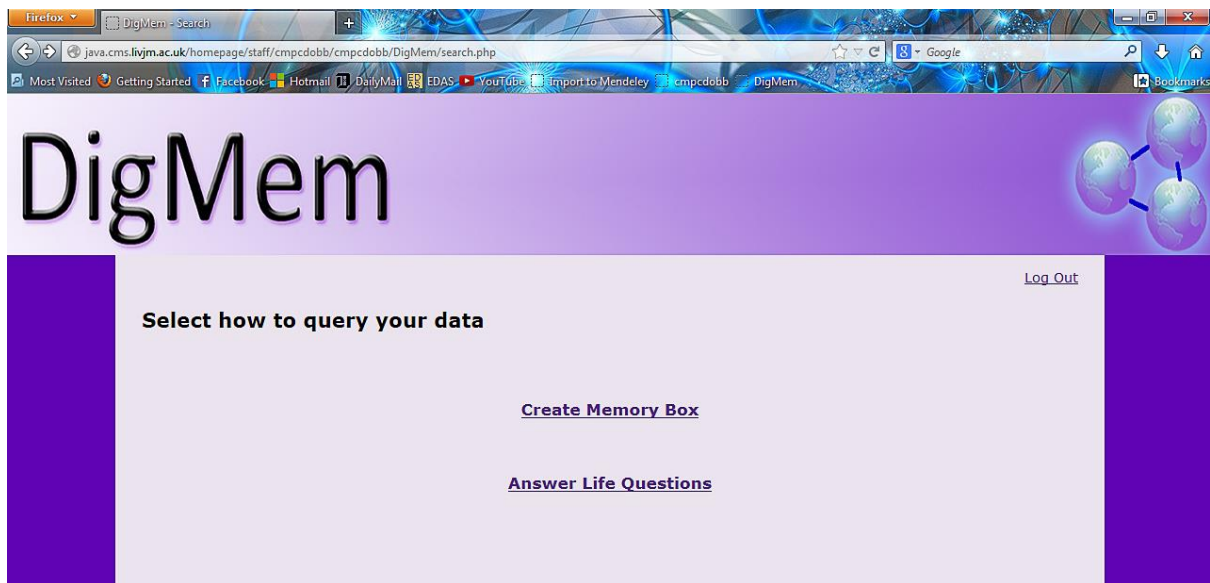 Firefox
DigMem - Search
java.cms.livjm.ac.uk/homepage/staff/cmpcdobb/cmpcdobb/DigMem/search.php
Google
Most Visited Getting Started Facebook Hotmail DailyMail EDAS YouTube Import to Mendeley cmpcdobb DigMem Bookmarks
DigMem
Log Out
Select how to query your data
Create Memory Box
Answer Life Questions